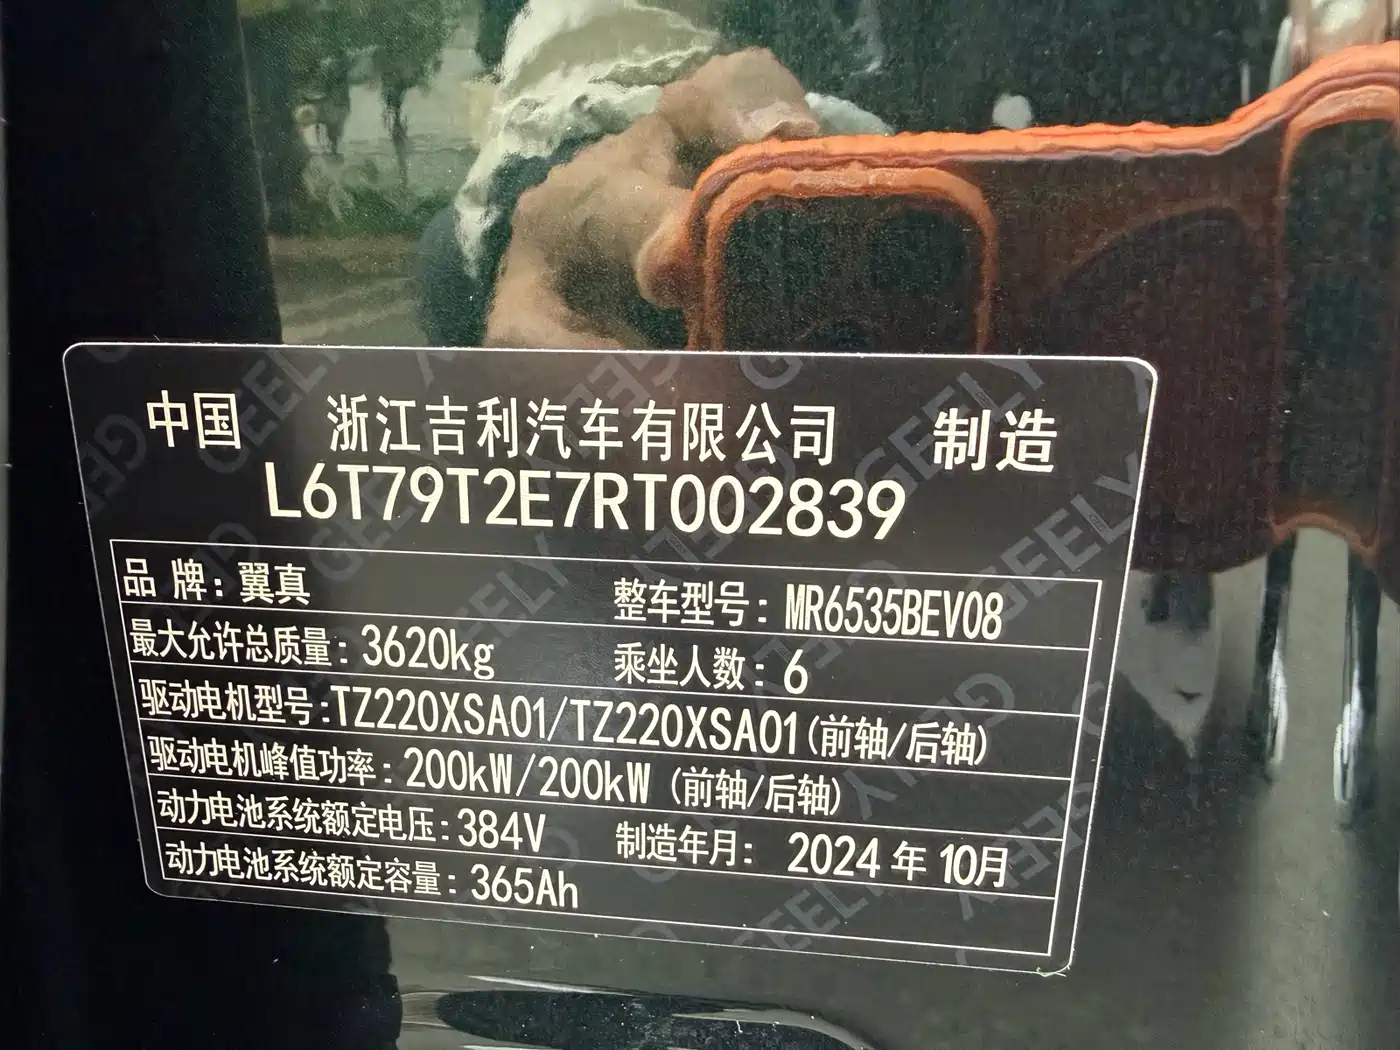 中国 浙江吉利汽车有限公司 制造
L6T79T2E7RT002839
品 牌：翼真 整车型号：MR6535BEV08
最大允许总质量：3620kg 乘坐人数：6
驱动电机型号：TZ220XSA01/TZ220XSA01(前轴/后轴)
驱动电机峰值功率：200kW/200kW (前轴/后轴)
动力电池系统额定电压：384V 制造年月：2024年10月
动力电池系统额定容量：365Ah